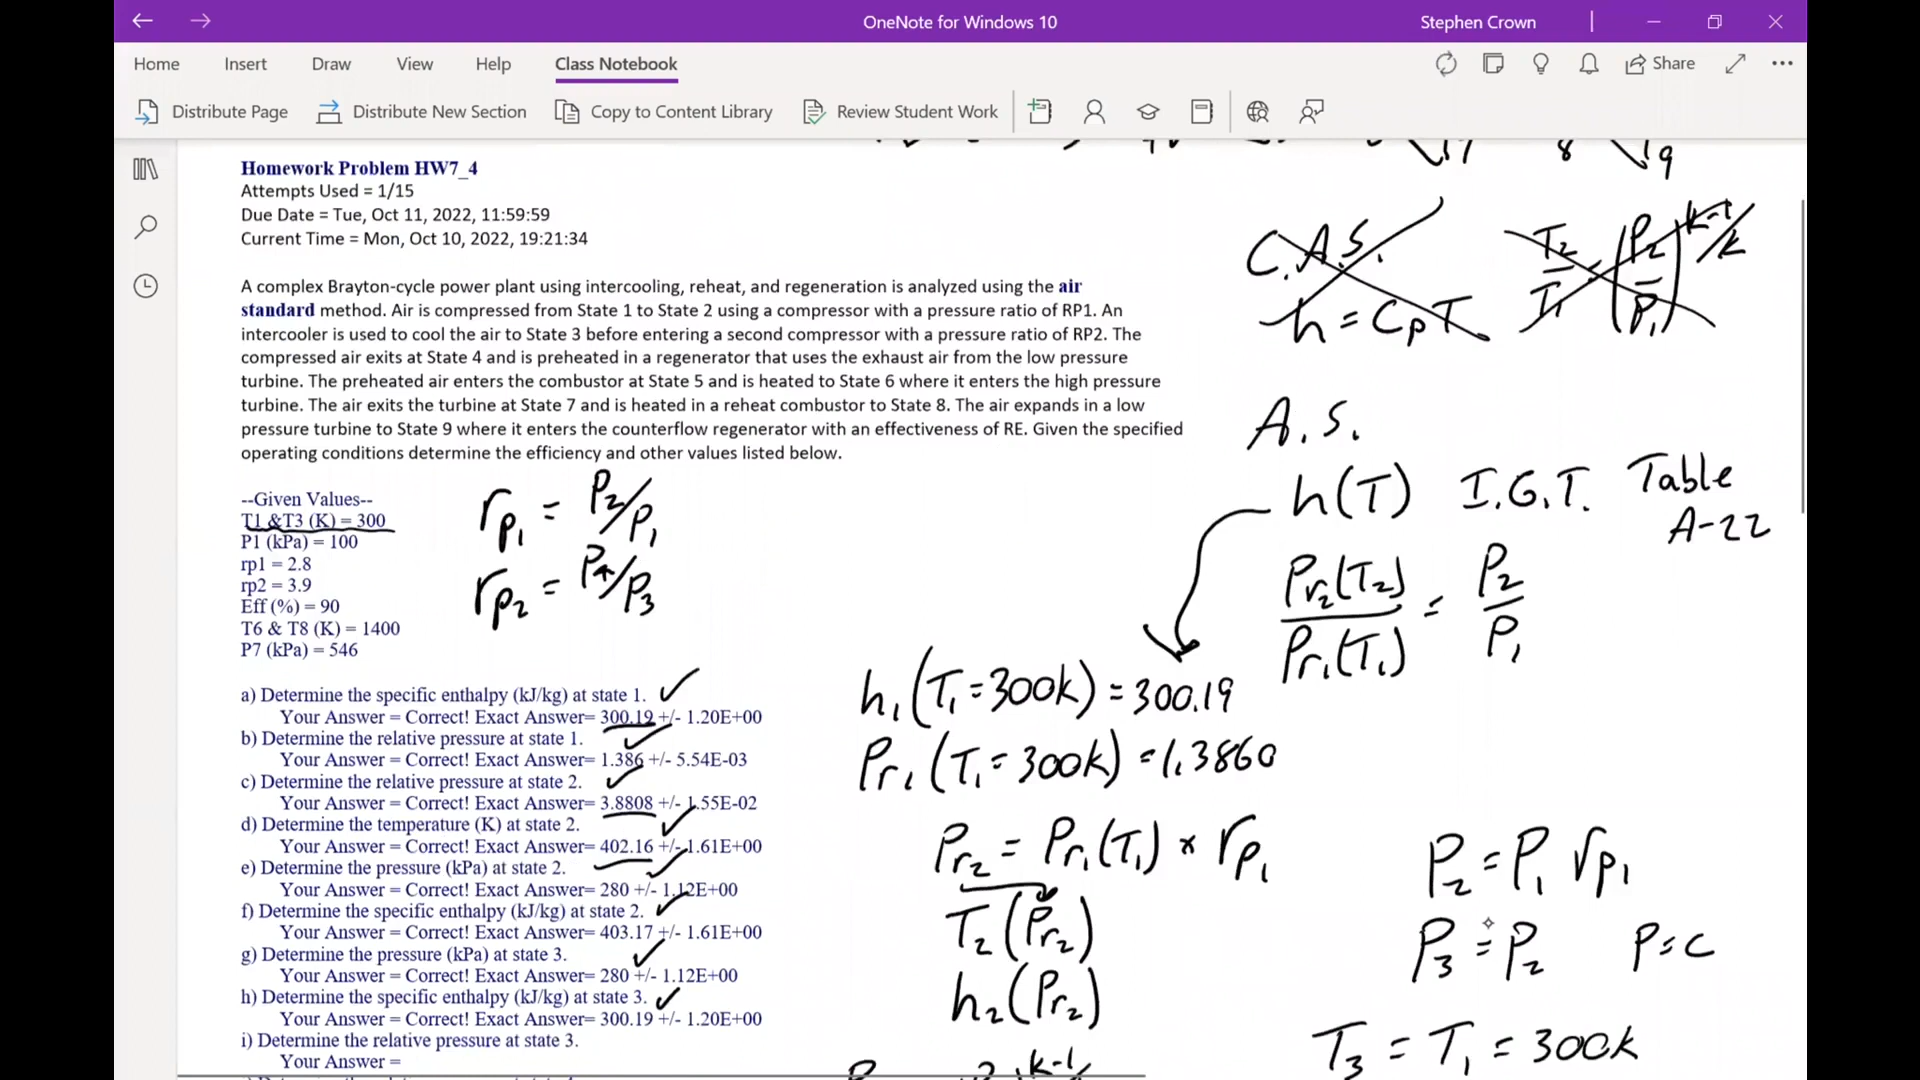 OneNote for Windows 10
Stephen Crown
Home Insert Draw View Help Class Notebook
Share
Distribute Page Distribute New Section Copy to Content Library Review Student Work
Homework Problem HW7_4
Attempts Used = 1/15
Due Date = Tue, Oct 11, 2022, 11:59:59
Current Time = Mon, Oct 10, 2022, 19:21:34
A complex Brayton-cycle power plant using intercooling, reheat, and regeneration is analyzed using the air
standard method. Air is compressed from State 1 to State 2 using a compressor with a pressure ratio of RP1. An
intercooler is used to cool the air to State 3 before entering a second compressor with a pressure ratio of RP2. The
compressed air exits at State 4 and is preheated in a regenerator that uses the exhaust air from the low pressure
turbine. The preheated air enters the combustor at State 5 and is heated to State 6 where it enters the high pressure
turbine. The air exits the turbine at State 7 and is heated in a reheat combustor to State 8. The air expands in a low
pressure turbine to State 9 where it enters the counterflow regenerator with an effectiveness of RE. Given the specified
operating conditions determine the efficiency and other values listed below.
--Given Values--
T1 &T3 (K) = 300
P1 (kPa) = 100
rp1 = 2.8
rp2 = 3.9
Eff (%) = 90
T6 & T8 (K) = 1400
P7 (kPa) = 546
rp1 = P2/P1
rp2 = P4/P3
a) Determine the specific enthalpy (kJ/kg) at state 1.
Your Answer = Correct! Exact Answer= 300.19 +/- 1.20E+00
b) Determine the relative pressure at state 1.
Your Answer = Correct! Exact Answer= 1.386 +/- 5.54E-03
c) Determine the relative pressure at state 2.
Your Answer = Correct! Exact Answer= 3.8808 +/- 1.55E-02
d) Determine the temperature (K) at state 2.
Your Answer = Correct! Exact Answer= 402.16 +/- 1.61E+00
e) Determine the pressure (kPa) at state 2.
Your Answer = Correct! Exact Answer= 280 +/- 1.12E+00
f) Determine the specific enthalpy (kJ/kg) at state 2.
Your Answer = Correct! Exact Answer= 403.17 +/- 1.61E+00
g) Determine the pressure (kPa) at state 3.
Your Answer = Correct! Exact Answer= 280 +/- 1.12E+00
h) Determine the specific enthalpy (kJ/kg) at state 3.
Your Answer = Correct! Exact Answer= 300.19 +/- 1.20E+00
i) Determine the relative pressure at state 3.
Your Answer =
17 8 9
C.A.S.
h = CpT
T2/T1 = (P2/P1)^k-1/k
A.S.
h(T) I.G.T. Table
A-22
Pr2(T2)/Pr1(T1) = P2/P1
h1(T1=300k) = 300.19
Pr1(T1=300k) = 1.3860
Pr2 = Pr1(T1) * rp1
T2(Pr2)
h2(Pr2)
P2 = P1 rp1
P3 = P2 P=c
T3 = T1 = 300k
k-1/